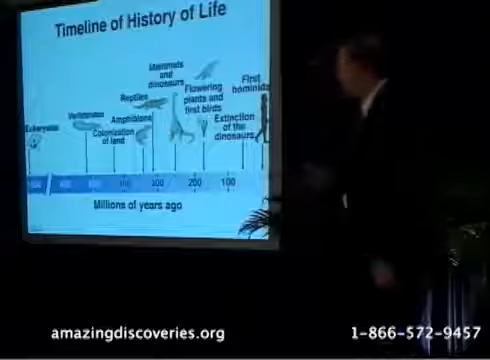 Timeline of History of Life
Mammals
and
dinosaurs
Flowering
plants and
first birds
First
hominids
Reptiles
Amphibians
Vertebrates
Colonization
of land
Extinction
of the
dinosaurs
Eukaryotes
300 200 100
Millions of years ago
amazingdiscoveries.org
1-866-572-9457